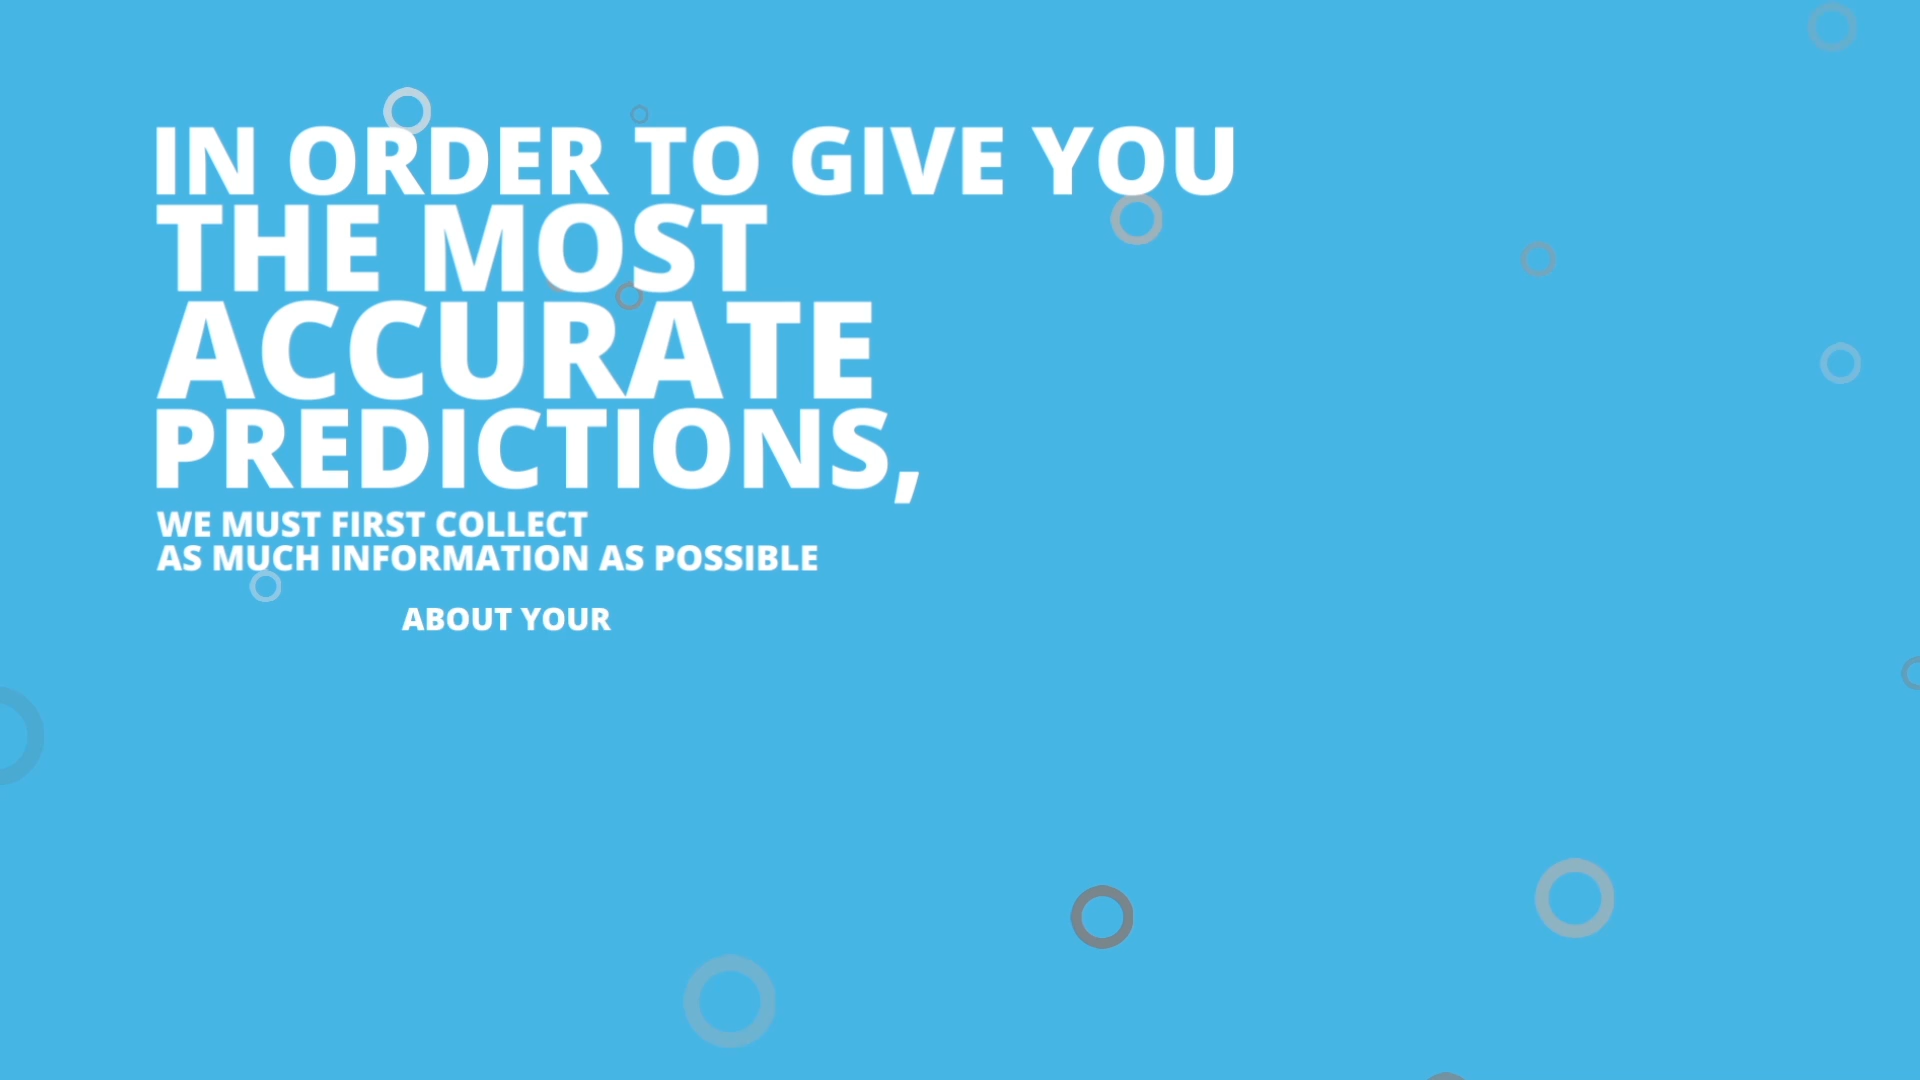 IN ORDER TO GIVE YOU
THE MOST
ACCURATE
PREDICTIONS,
WE MUST FIRST COLLECT
AS MUCH INFORMATION AS POSSIBLE
ABOUT YOUR